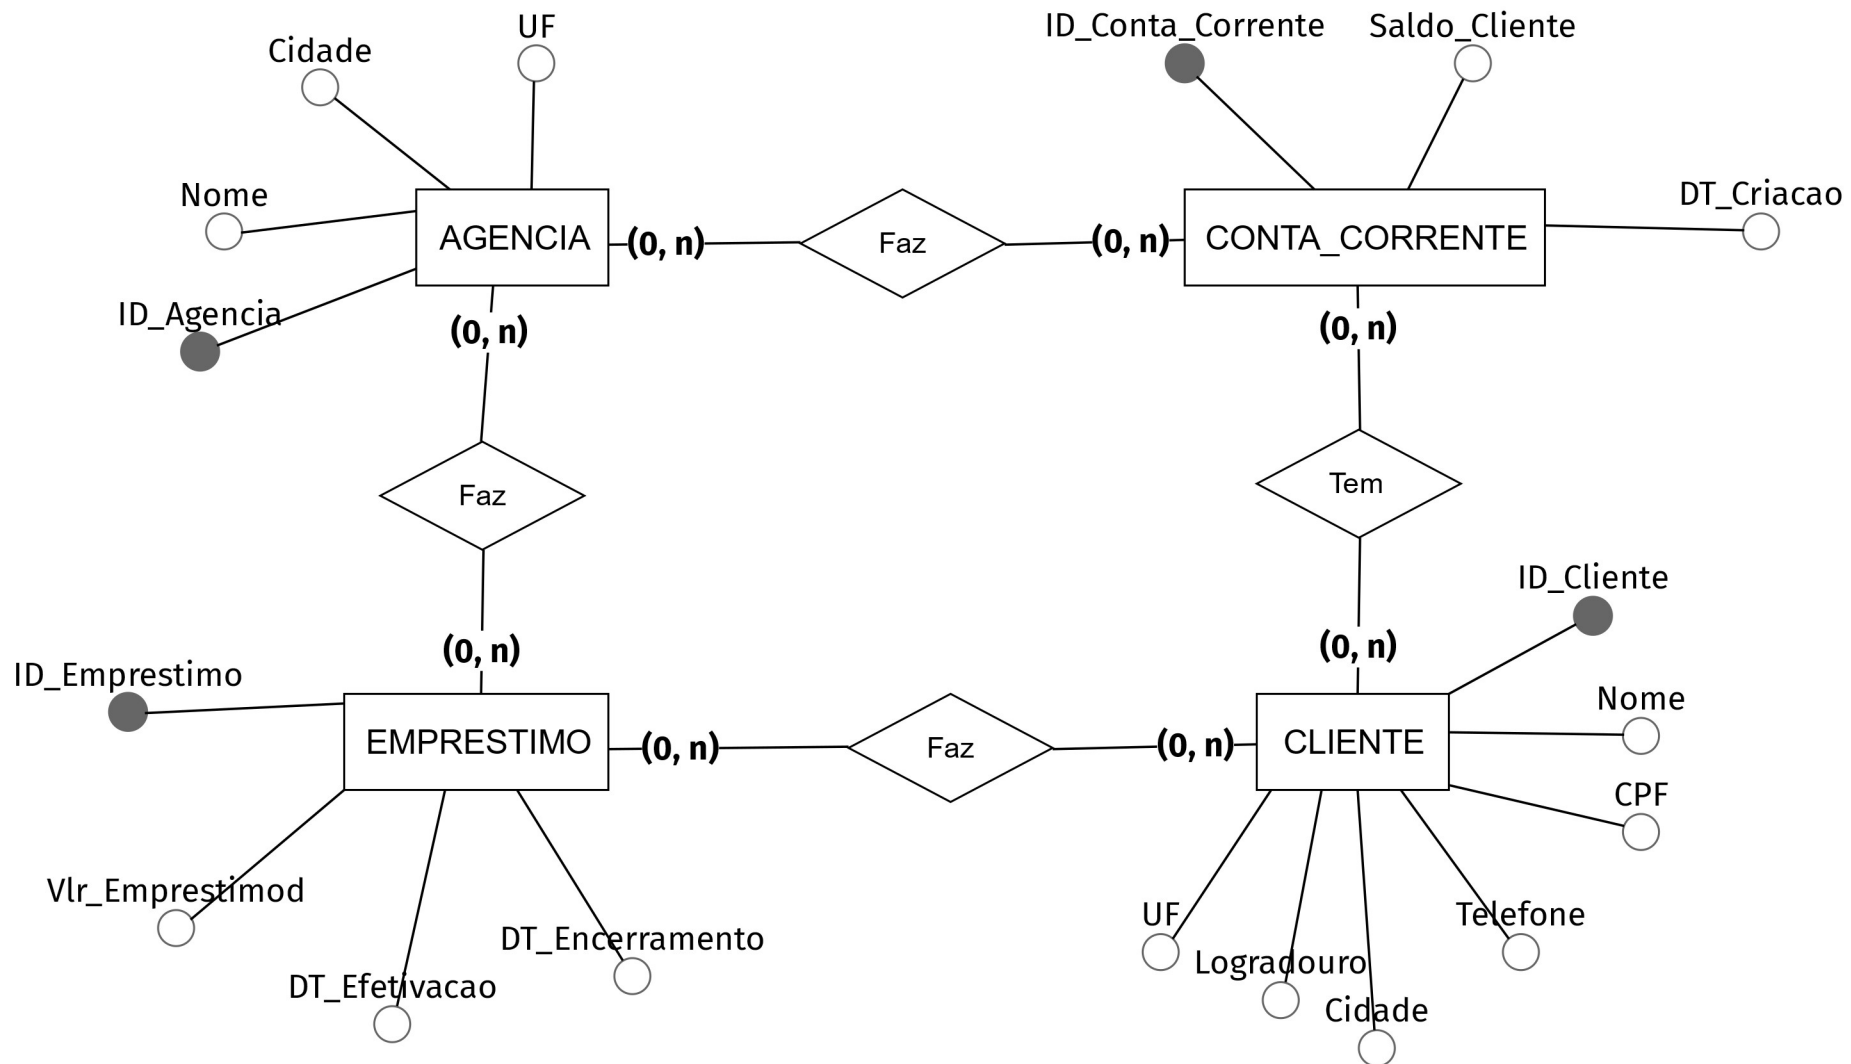 UF
ID_Conta_Corrente
Saldo_Cliente
Cidade
Nome
DT_Criacao
AGENCIA
(0, n)
Faz
(0, n)
CONTA_CORRENTE
ID_Agencia
(0, n)
(0, n)
Faz
Tem
ID_Cliente
(0, n)
(0, n)
ID_Emprestimo
Nome
EMPRESTIMO
(0, n)
Faz
(0, n)
CLIENTE
CPF
Vlr_Emprestimod
UF
Telefone
DT_Encerramento
Logradouro
DT_Efetivacao
Cidade